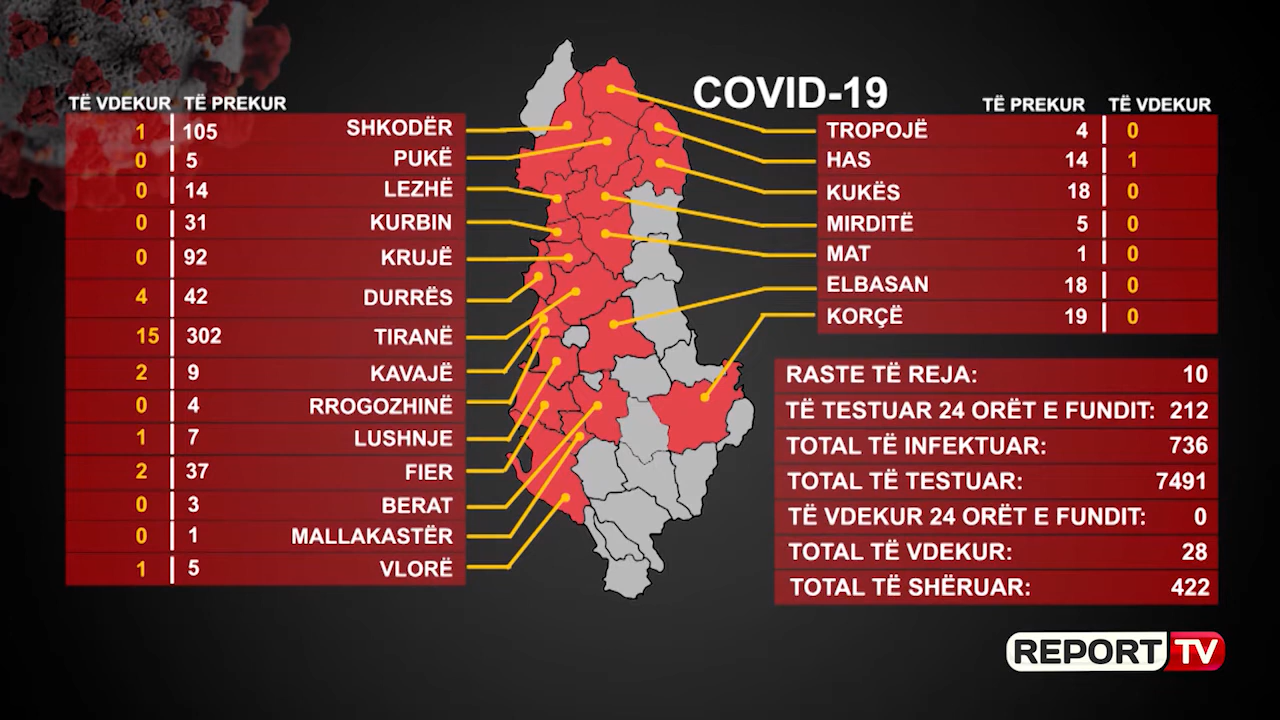 COVID-19
TË VDEKUR TË PREKUR
1 105 SHKODËR
0 5 PUKË
0 14 LEZHË
0 31 KURBIN
0 92 KRUJË
4 42 DURRËS
15 302 TIRANË
2 9 KAVAJË
0 4 RROGOZHINË
1 7 LUSHNJE
2 37 FIER
0 3 BERAT
0 1 MALLAKASTËR
1 5 VLORË
TË PREKUR TË VDEKUR
TROPOJË 4 0
HAS 14 1
KUKËS 18 0
MIRDITË 5 0
MAT 1 0
ELBASAN 18 0
KORÇË 19 0
RASTE TË REJA: 10
TË TESTUAR 24 ORËT E FUNDIT: 212
TOTAL TË INFEKTUAR: 736
TOTAL TË TESTUAR: 7491
TË VDEKUR 24 ORËT E FUNDIT: 0
TOTAL TË VDEKUR: 28
TOTAL TË SHËRUAR: 422
REPORT TV